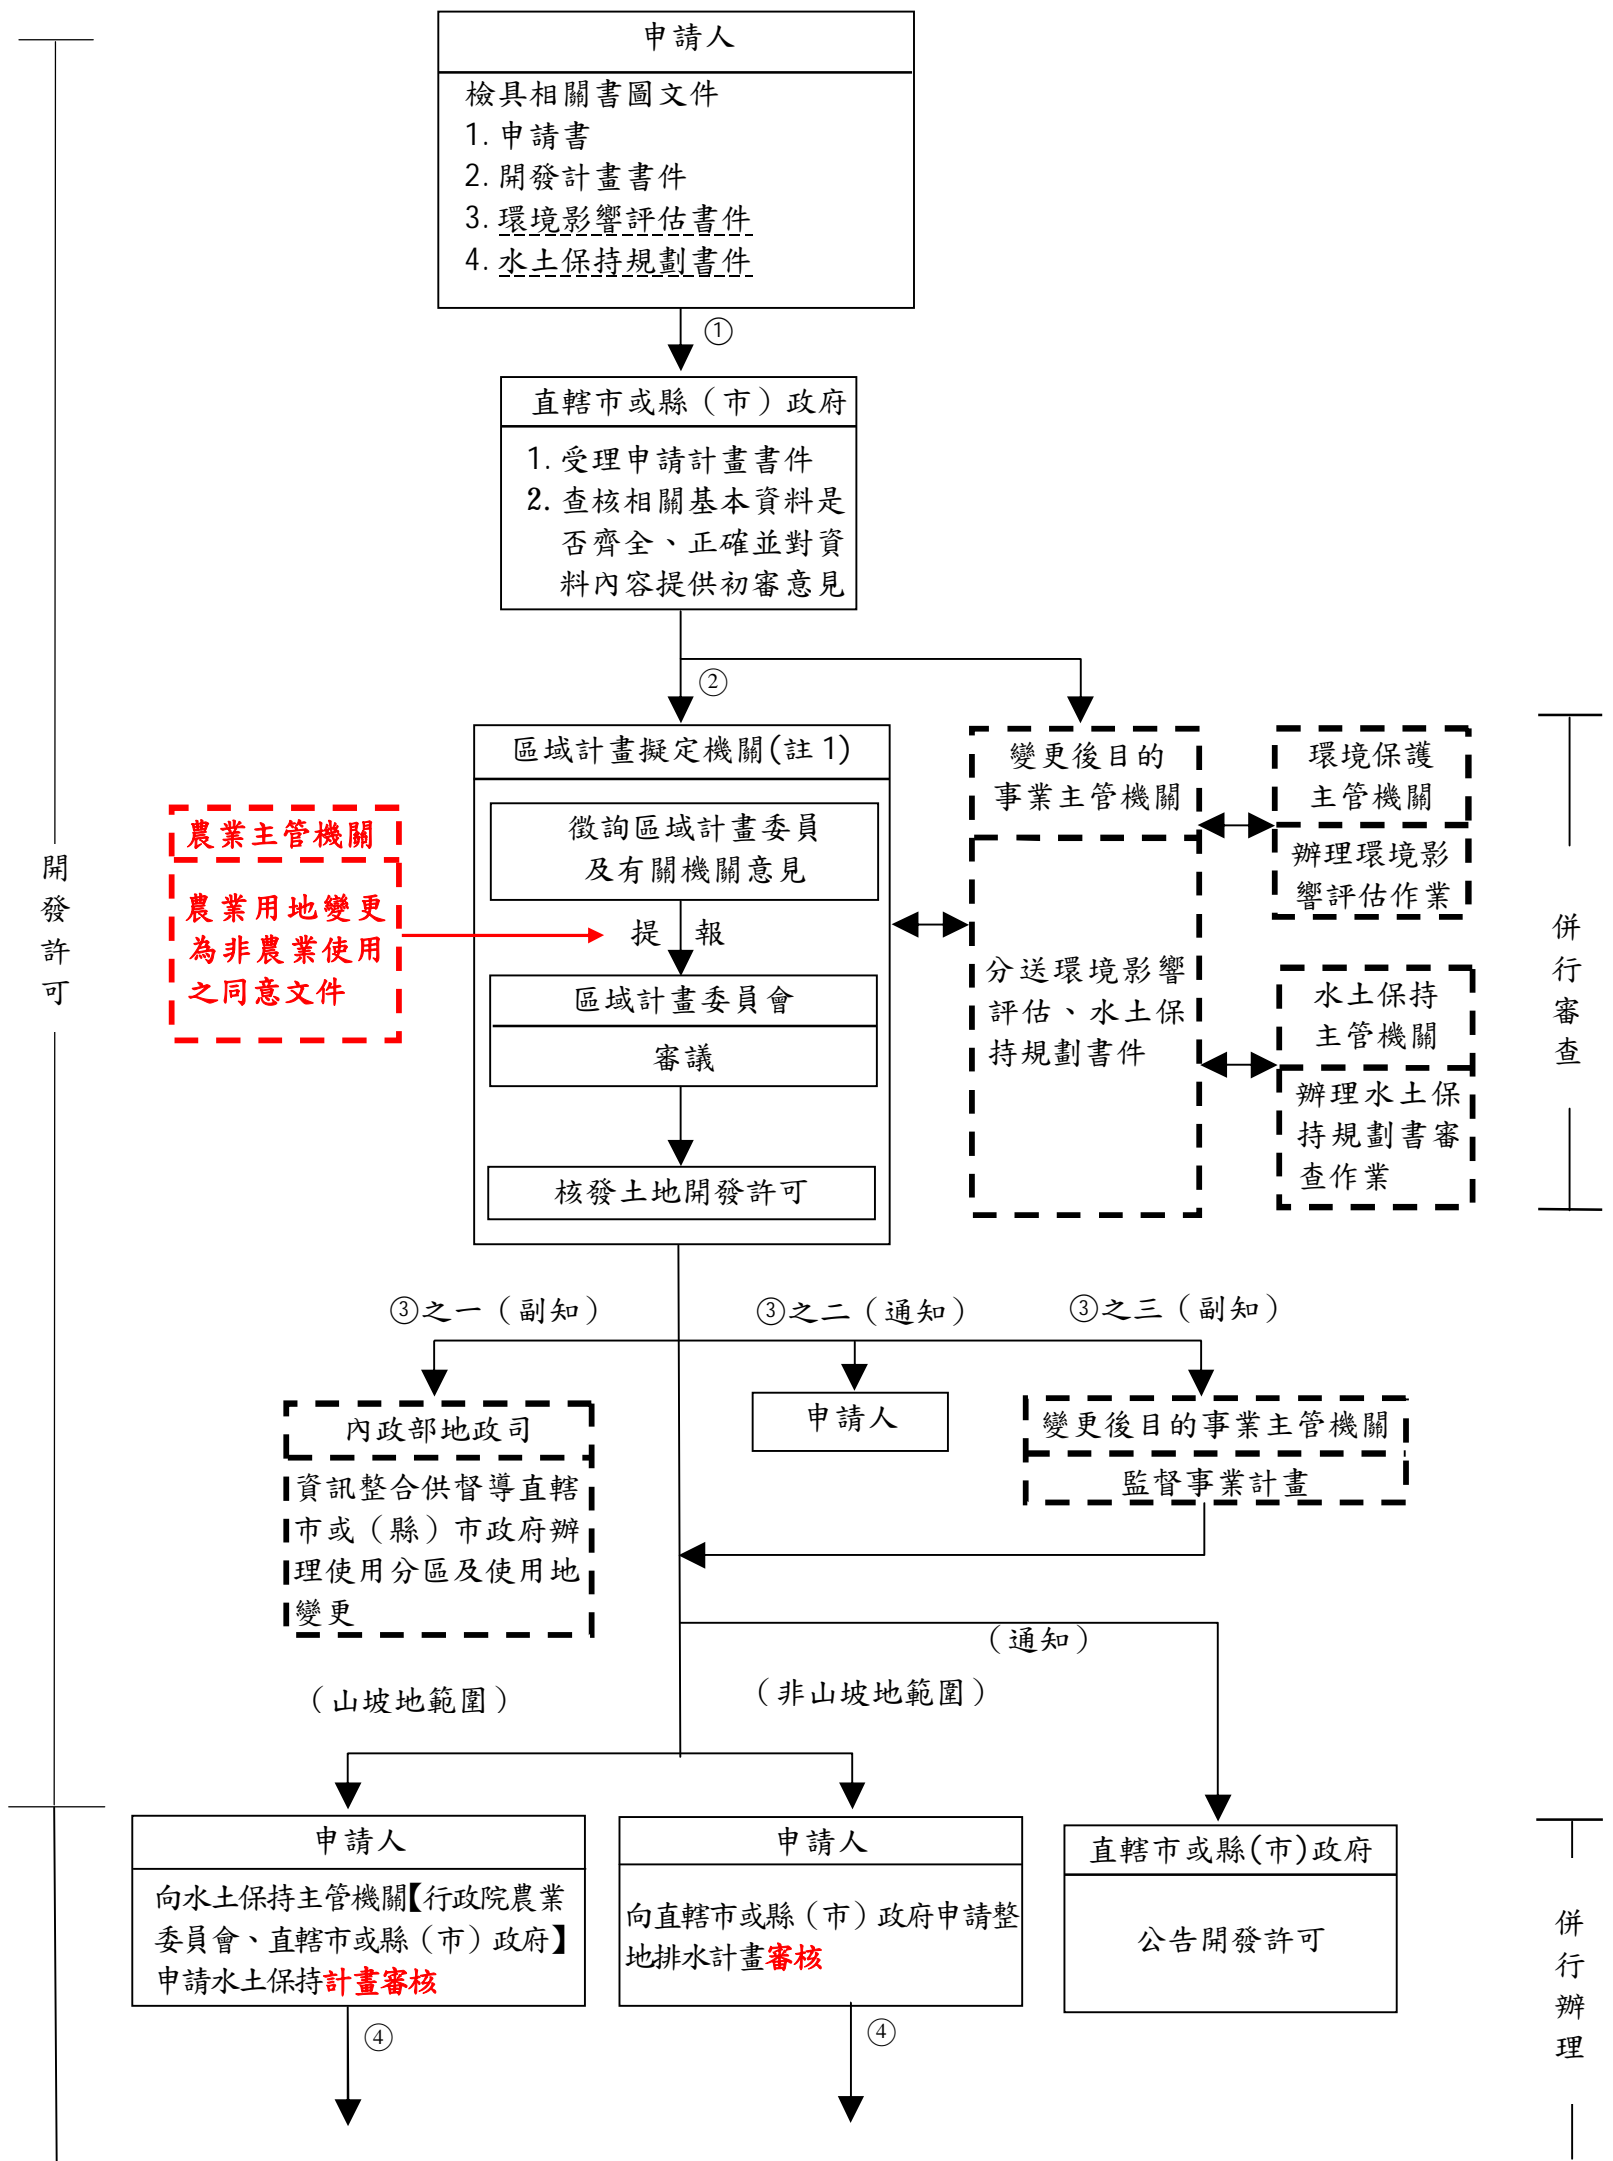 申請人
檢具相關書圖文件
1. 申請書
2. 開發計畫書件
3. 環境影響評估書件
4. 水土保持規劃書件
①
直轄市或縣（市）政府
1. 受理申請計畫書件
2. 查核相關基本資料是
否齊全、正確並對資
料內容提供初審意見
②
區域計畫擬定機關(註1)
徵詢區域計畫委員
及有關機關意見
提報
區域計畫委員會
審議
核發土地開發許可
農業主管機關
農業用地變更
為非農業使用
之同意文件
變更後目的
事業主管機關
分送環境影響
評估、水土保
持規劃書件
環境保護
主管機關
辦理環境影
響評估作業
水土保持
主管機關
辦理水土保
持規劃書審
查作業
開
發
許
可
併
行
審
查
③之一（副知）
③之二（通知）
③之三（副知）
內政部地政司
資訊整合供督導直轄
市或（縣）市政府辦
理使用分區及使用地
變更
申請人
變更後目的事業主管機關
監督事業計畫
（通知）
（山坡地範圍）
（非山坡地範圍）
申請人
向水土保持主管機關【行政院農業
委員會、直轄市或縣（市）政府】
申請水土保持計畫審核
④
申請人
向直轄市或縣（市）政府申請整
地排水計畫審核
④
直轄市或縣(市)政府
公告開發許可
併
行
辦
理